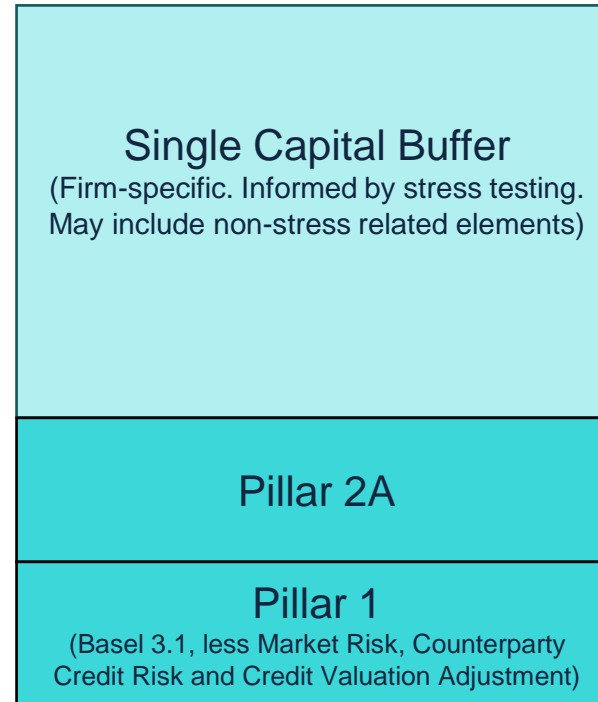 Single Capital Buffer
(Firm-specific. Informed by stress testing.
May include non-stress related elements)
Pillar 2A
Pillar 1
(Basel 3.1, less Market Risk, Counterparty
Credit Risk and Credit Valuation Adjustment)